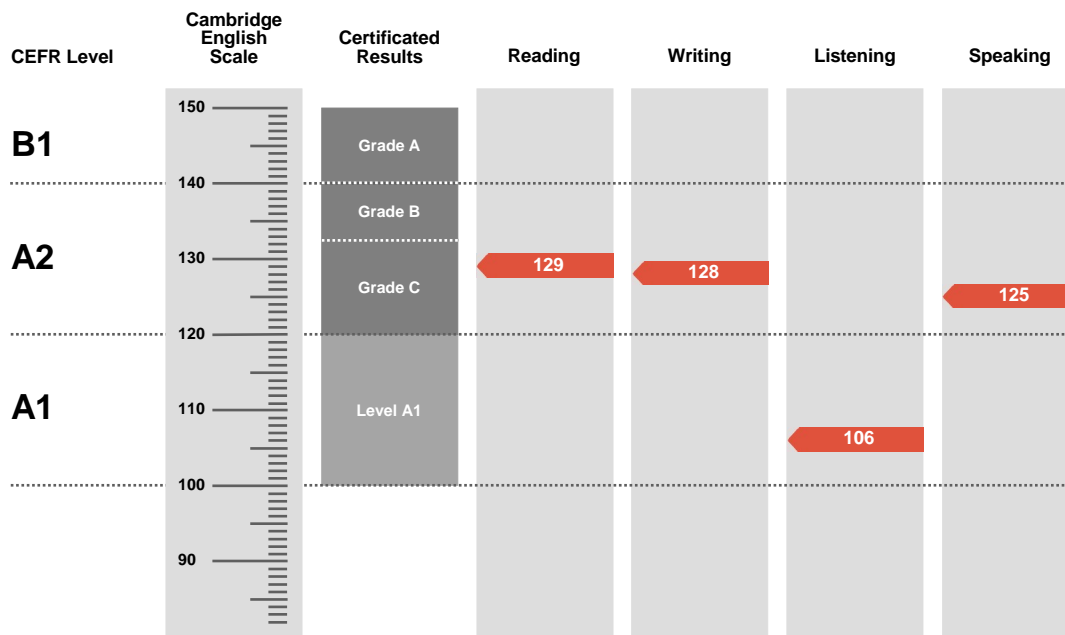 CEFR Level
Cambridge
English
Scale
Certificated
Results
Reading
Writing
Listening
Speaking
150
B1
Grade A
140
Grade B
A2
130
129
128
Grade C
125
120
A1
110
Level A1
106
100
90